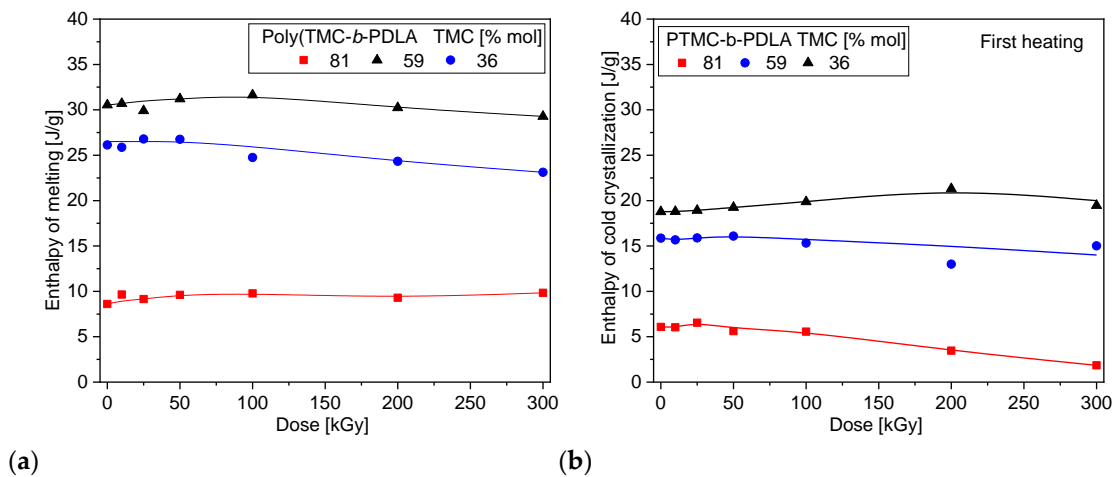 Poly(TMC-b-PDLA TMC [% mol]
81 59 36
Enthalpy of melting [J/g]
40
35
30
25
20
15
10
5
0
0 50 100 150 200 250 300
Dose [kGy]
(a)
PTMC-b-PDLA TMC [% mol]
81 59 36
First heating
Enthalpy of cold crystallization [J/g]
40
35
30
25
20
15
10
5
0
0 50 100 150 200 250 300
Dose [kGy]
(b)